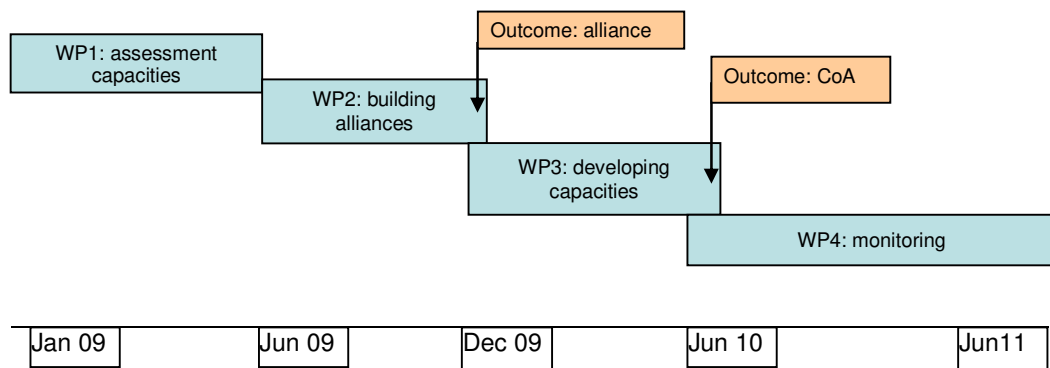 Outcome: alliance
WP1: assessment
capacities
Outcome: CoA
WP2: building
alliances
WP3: developing
capacities
WP4: monitoring
Jan 09
Jun 09
Dec 09
Jun 10
Jun11